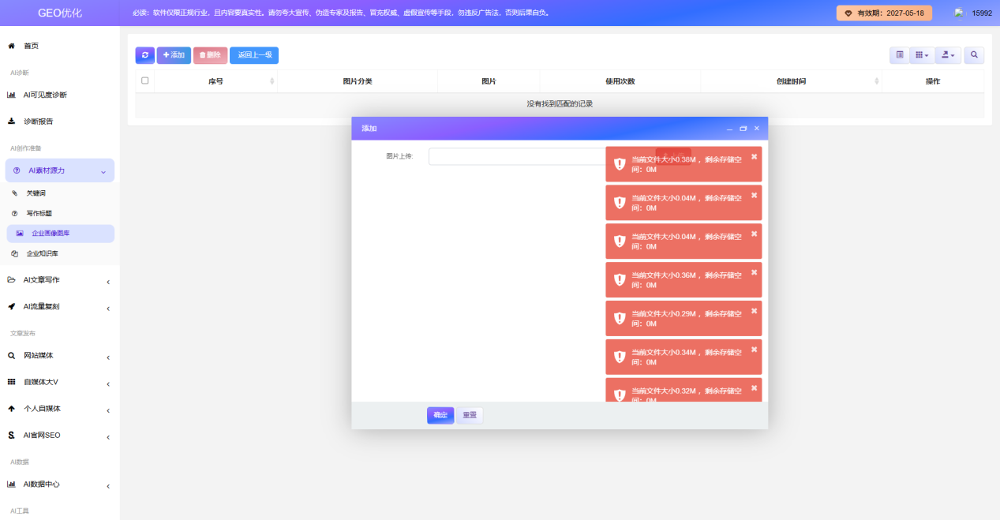 GEO优化
必读：软件仅限正规行业，且内容要真实性。请勿夸大宣传、伪造专家及报告、冒充权威、虚假宣传等手段，勿违反广告法，否则后果自负。
有效期：2027-05-18
15992
首页
AI诊断
AI可见度诊断
诊断报告
AI创作准备
AI素材源力
关键词
写作标题
企业画像图库
企业知识库
AI文章写作
AI流量复刻
文章发布
网站媒体
自媒体大V
个人自媒体
AI官网SEO
AI数据
AI数据中心
AI工具
添加
删除
返回上一级
序号
图片分类
图片
使用次数
创建时间
操作
没有找到匹配的记录
添加
图片上传:
当前文件大小0.38M ，剩余存储空
间：0M
当前文件大小0.04M ，剩余存储空
间：0M
当前文件大小0.04M ，剩余存储空
间：0M
当前文件大小0.36M ，剩余存储空
间：0M
当前文件大小0.29M ，剩余存储空
间：0M
当前文件大小0.34M ，剩余存储空
间：0M
当前文件大小0.32M ，剩余存储空
间：0M
确定
重置